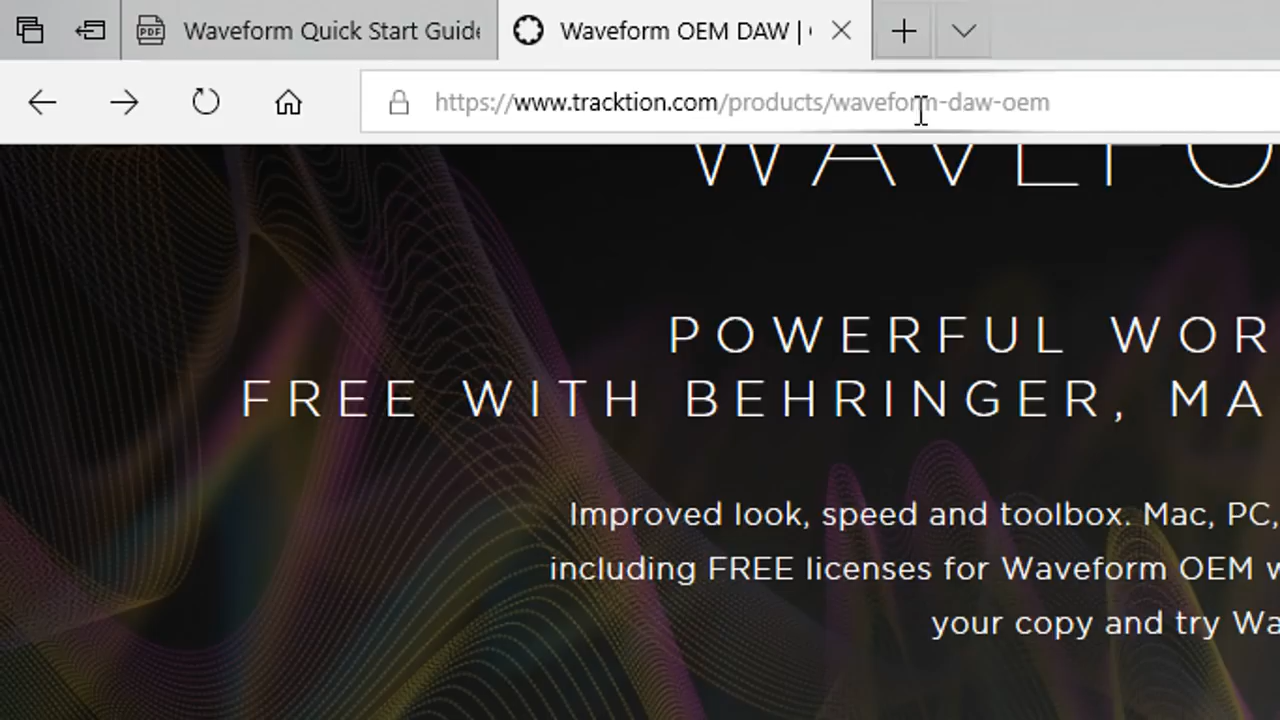 PDF Waveform Quick Start Guide
Waveform OEM DAW |
https://www.tracktion.com/products/waveform-daw-oem
WAVEFO
POWERFUL WOR
FREE WITH BEHRINGER, MA
Improved look, speed and toolbox. Mac, PC,
including FREE licenses for Waveform OEM w
your copy and try Wa